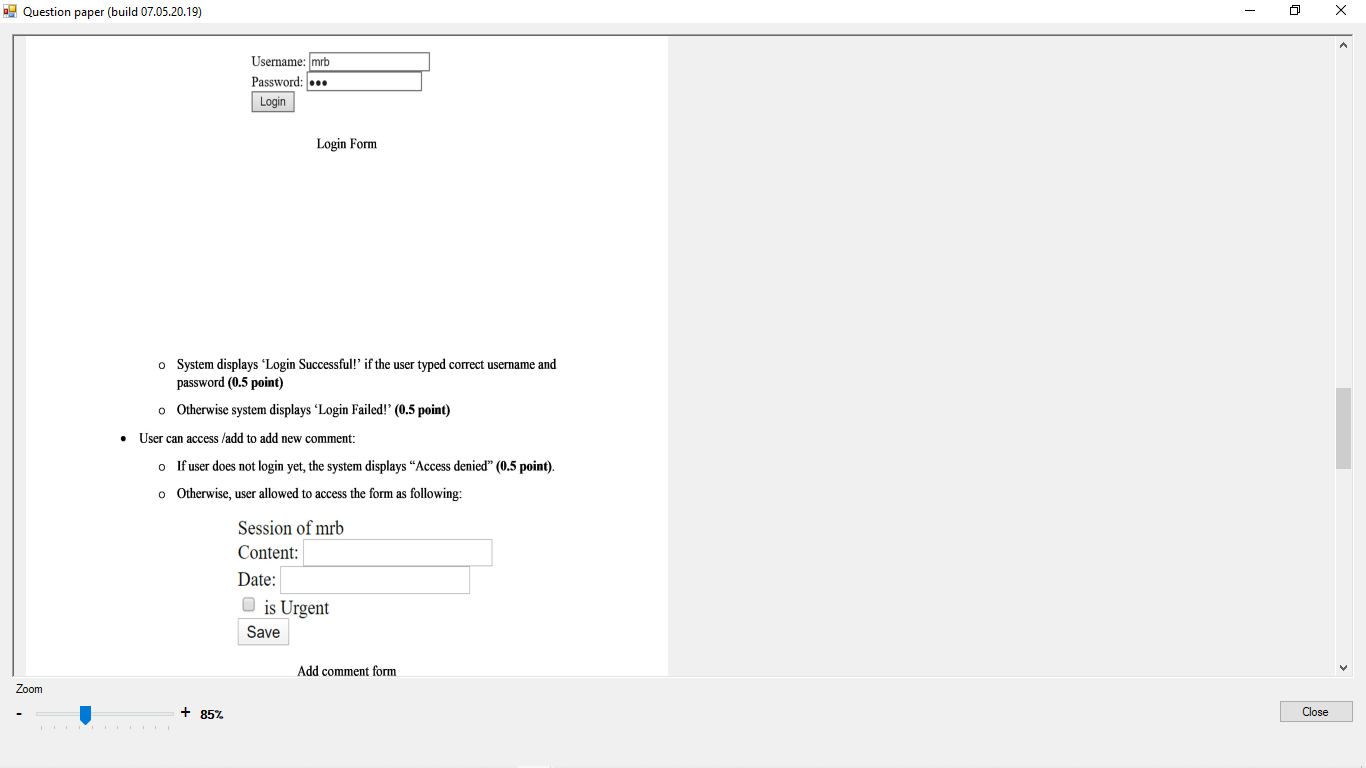 Question paper (build 07.05.20.19)
Username: mrb
Password: •••
Login
Login Form
o System displays ‘Login Successful!’ if the user typed correct username and
password (0.5 point)
o Otherwise system displays ‘Login Failed!’ (0.5 point)
• User can access /add to add new comment:
o If user does not login yet, the system displays “Access denied” (0.5 point).
o Otherwise, user allowed to access the form as following:
Session of mrb
Content:
Date:
is Urgent
Save
Add comment form
Zoom
- + 85%
Close